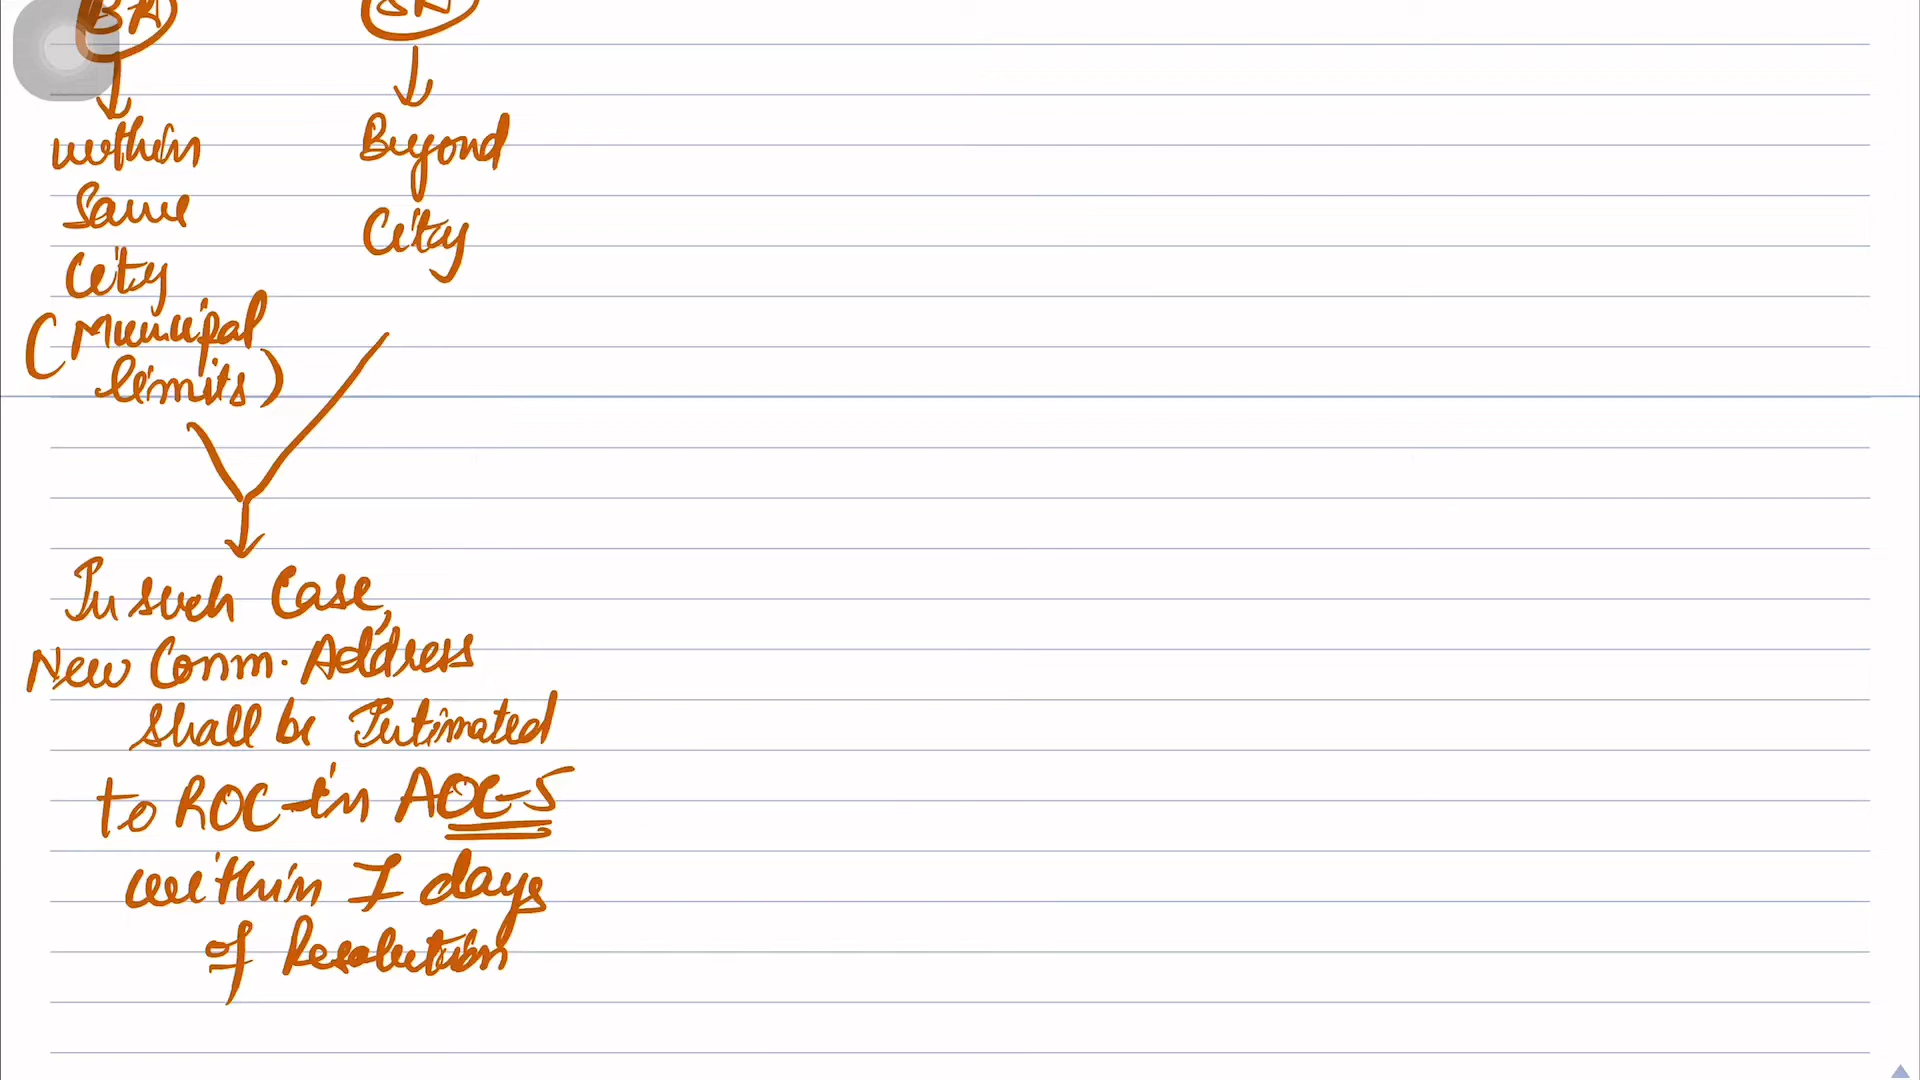 BR SR
within
Same
City
(Municipal
limits)
Beyond
City
In such Case,
New Comm. Address
shall be Intimated
to ROC in AOC-5
within 7 days
of Resolution